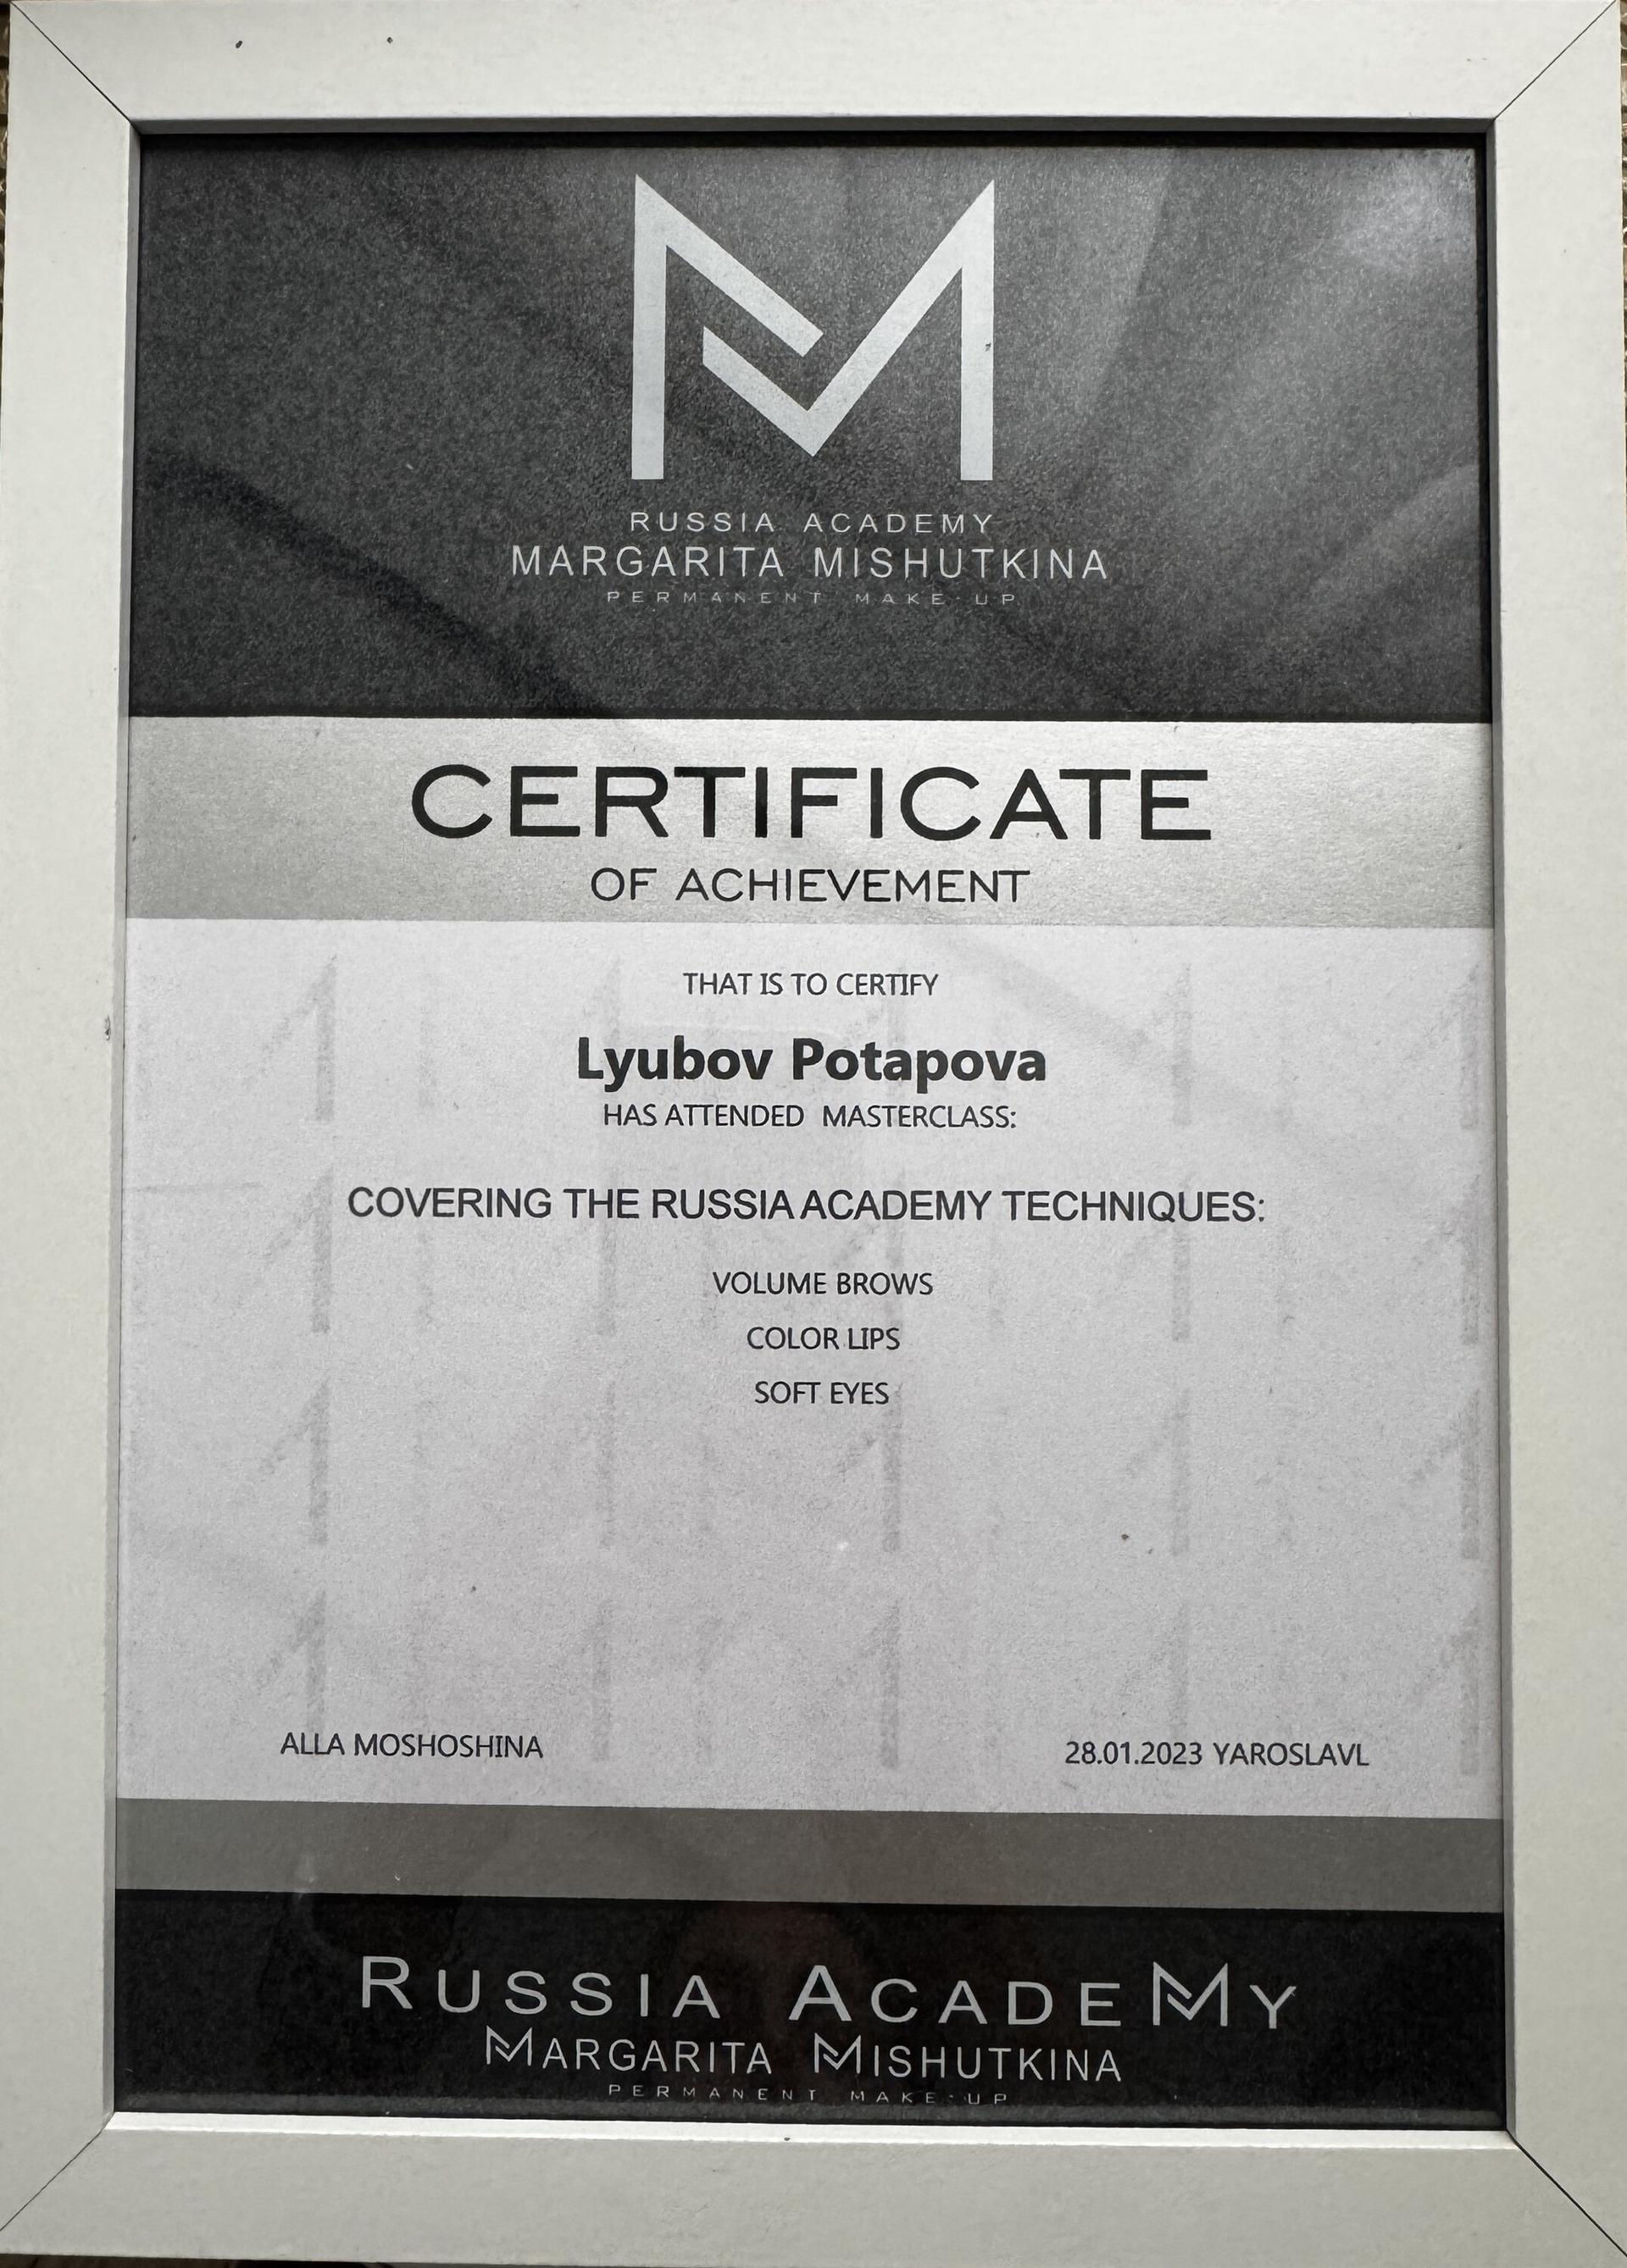 RUSSIA ACADEMY
MARGARITA MISHUTKINA
PERMANENT MAKE-UP
CERTIFICATE
OF ACHIEVEMENT
THAT IS TO CERTIFY
Lyubov Potapova
HAS ATTENDED MASTERCLASS:
COVERING THE RUSSIA ACADEMY TECHNIQUES:
VOLUME BROWS
COLOR LIPS
SOFT EYES
ALLA MOSHOSHINA
28.01.2023 YAROSLAVL
RUSSIA ACADEMY
MARGARITA MISHUTKINA
PERMANENT MAKE-UP